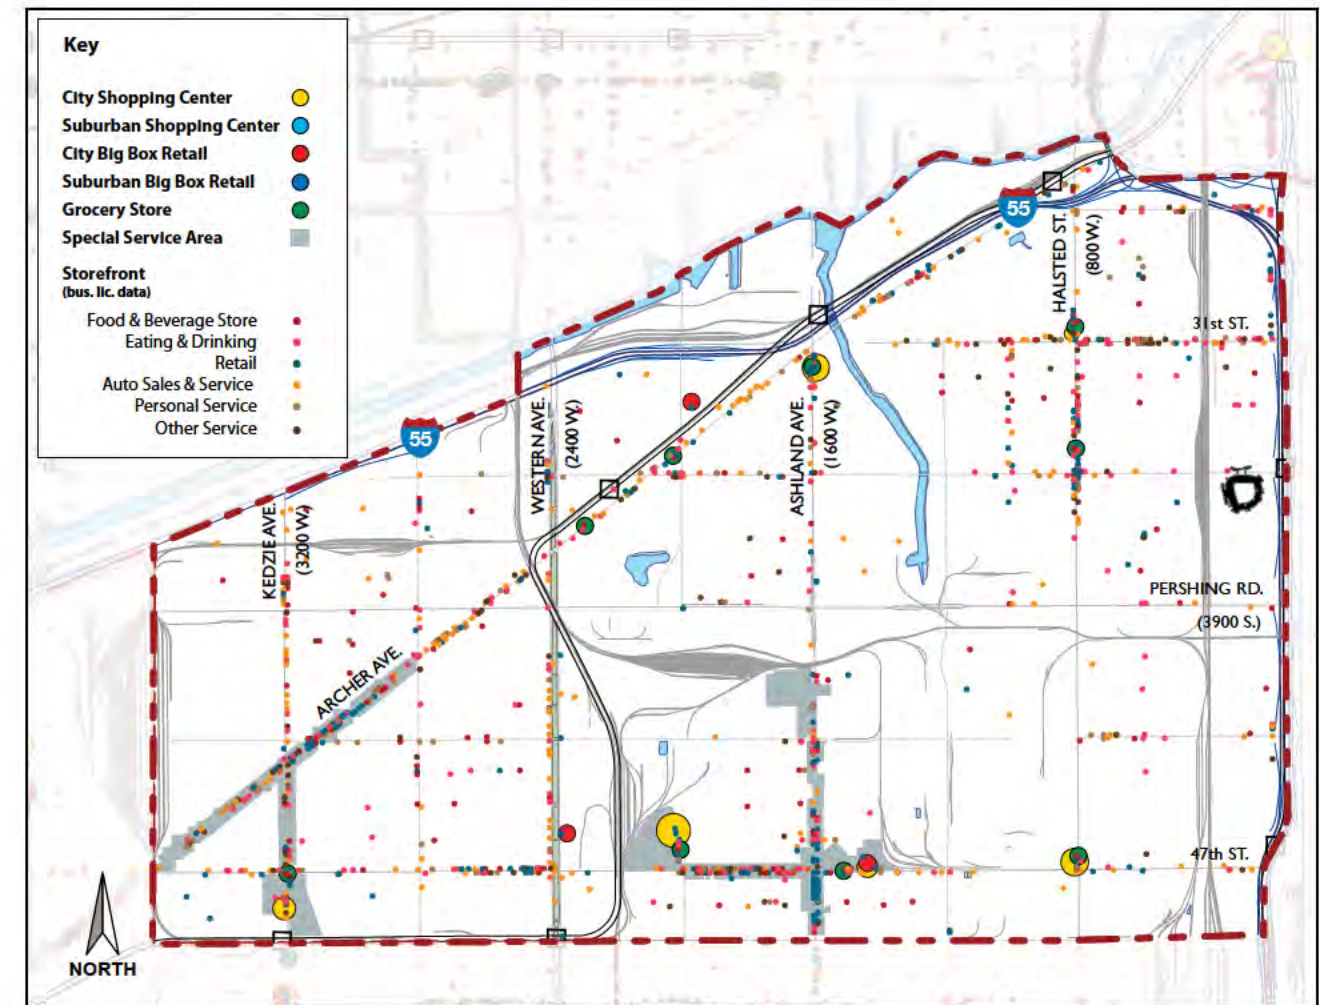 Key
City Shopping Center
Suburban Shopping Center
City Big Box Retail
Suburban Big Box Retail
Grocery Store
Special Service Area
Storefront
(bus. lic. data)
Food & Beverage Store
Eating & Drinking
Retail
Auto Sales & Service
Personal Service
Other Service
55
HALSTED ST.
(800 W.)
31st ST.
55
WESTERN AVE.
(2400 W.)
ASHLAND AVE.
(1600 W.)
KEDZIE AVE.
(3200 W.)
PERSHING RD.
(3900 S.)
ARCHER AVE.
47th ST.
NORTH